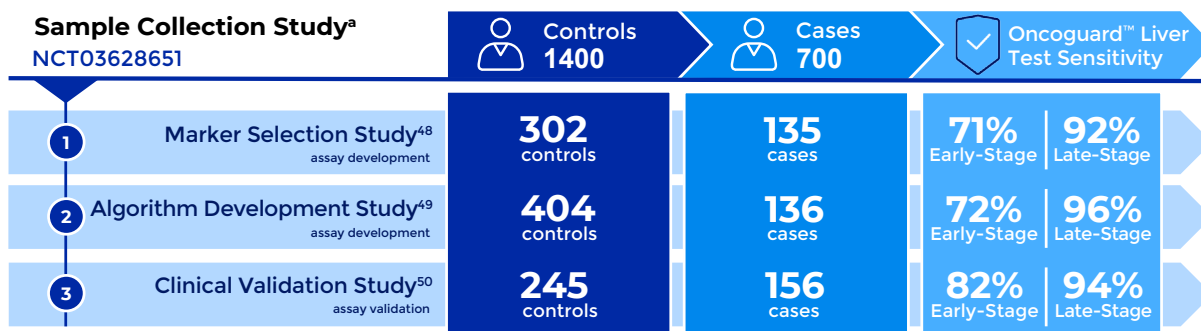 Sample Collection Studyᵃ
NCT03628651
Controls
1400
Cases
700
Oncoguard™ Liver
Test Sensitivity
1
Marker Selection Study⁴⁸
assay development
302
controls
135
cases
71%
Early-Stage
92%
Late-Stage
2
Algorithm Development Study⁴⁹
assay development
404
controls
136
cases
72%
Early-Stage
96%
Late-Stage
3
Clinical Validation Study⁵⁰
assay validation
245
controls
156
cases
82%
Early-Stage
94%
Late-Stage